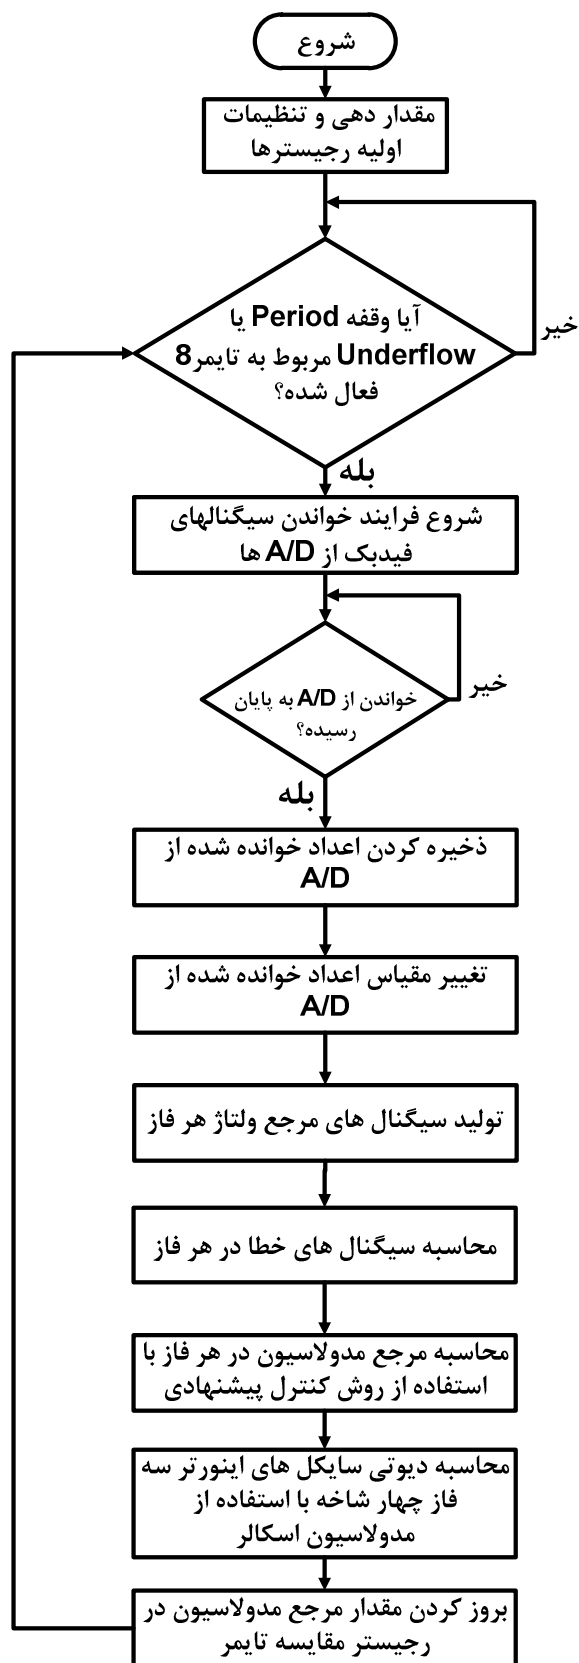 شروع
مقدار دهی و تنظیمات
اولیه رجیسترها
آیا وقفه Period یا
Underflow مربوط به تایمر8
فعال شده؟
خیر
بله
شروع فرایند خواندن سیگنالهای
فیدبک از A/D ها
خواندن از A/D به پایان
رسیده؟
خیر
بله
ذخیره کردن اعداد خوانده شده از
A/D
تغییر مقیاس اعداد خوانده شده از
A/D
تولید سیگنال های مرجع ولتاژ هر فاز
محاسبه سیگنال های خطا در هر فاز
محاسبه مرجع مدولاسیون در هر فاز با
استفاده از روش کنترل پیشنهادی
محاسبه دیوتی سایکل های اینورتر سه
فاز چهار شاخه با استفاده از
مدولاسیون اسکالر
بروز کردن مقدار مرجع مدولاسیون در
رجیستر مقایسه تایمر